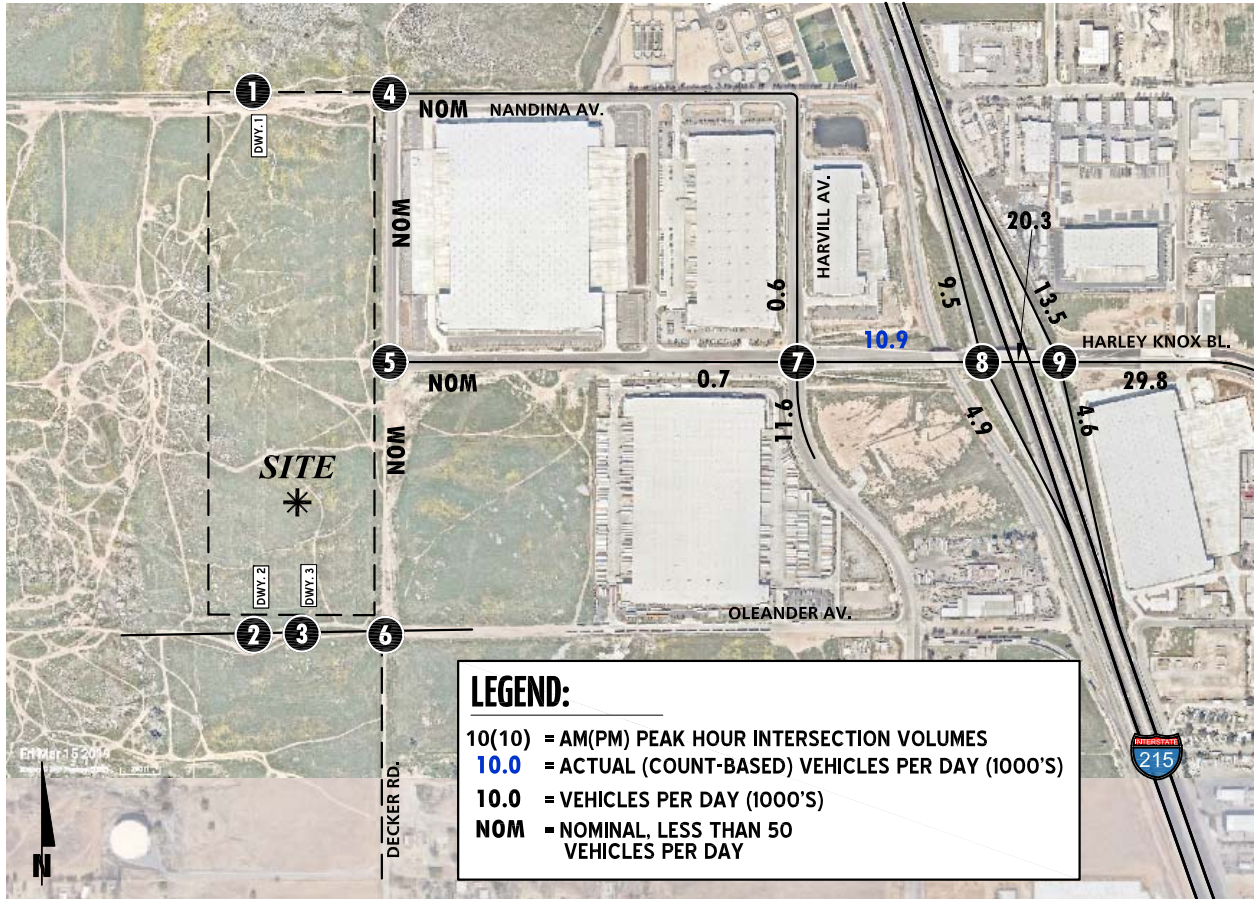 1
4
NOM
NANDINA AV.
DWY. 1
NOM
HARVILL AV.
20.3
0.6
9.5
13.5
10.9
HARLEY KNOX BL.
5
7
8
9
NOM
0.7
29.8
11.6
4.9
4.6
NOM
SITE
DWY. 2
DWY. 3
OLEANDER AV.
2
3
6
LEGEND:
10(10) = AM(PM) PEAK HOUR INTERSECTION VOLUMES
10.0 = ACTUAL (COUNT-BASED) VEHICLES PER DAY (1000'S)
10.0 = VEHICLES PER DAY (1000'S)
NOM = NOMINAL, LESS THAN 50
VEHICLES PER DAY
INTERSTATE
215
Fri Mar 15 2019
DECKER RD.
N